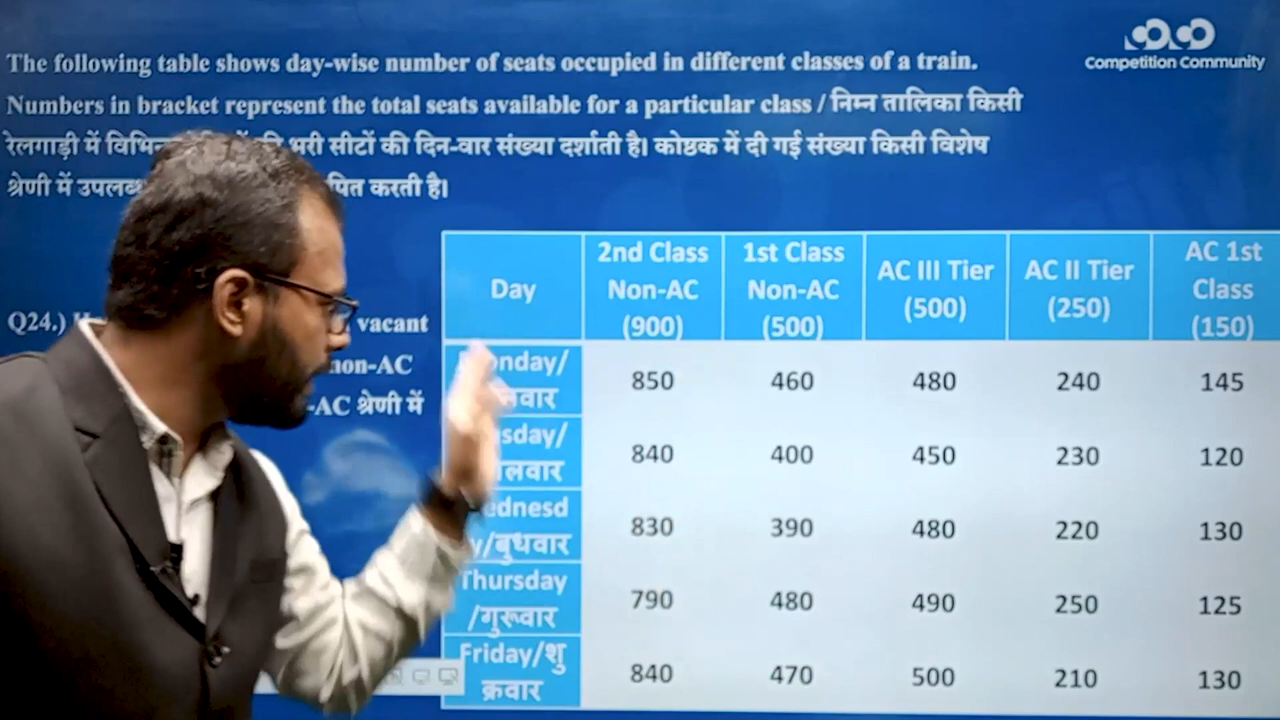 Competition Community
The following table shows day-wise number of seats occupied in different classes of a train.
Numbers in bracket represent the total seats available for a particular class / निम्न तालिका किसी
रेलगाड़ी में भरी सीटों की दिन-वार संख्या दर्शाती है। कोष्ठक में दी गई संख्या किसी विशेष
श्रेणी में करती है।
Q24.) vacant
non-AC
-AC श्रेणी में
Day
2nd Class
Non-AC
(900)
1st Class
Non-AC
(500)
AC III Tier
(500)
AC II Tier
(250)
AC 1st
Class
(150)
850 460 480 240 145
840 400 450 230 120
830 390 480 220 130
/बुधवार
Thursday
/गुरूवार
790 480 490 250 125
Friday/शु
क्रवार
840 470 500 210 130